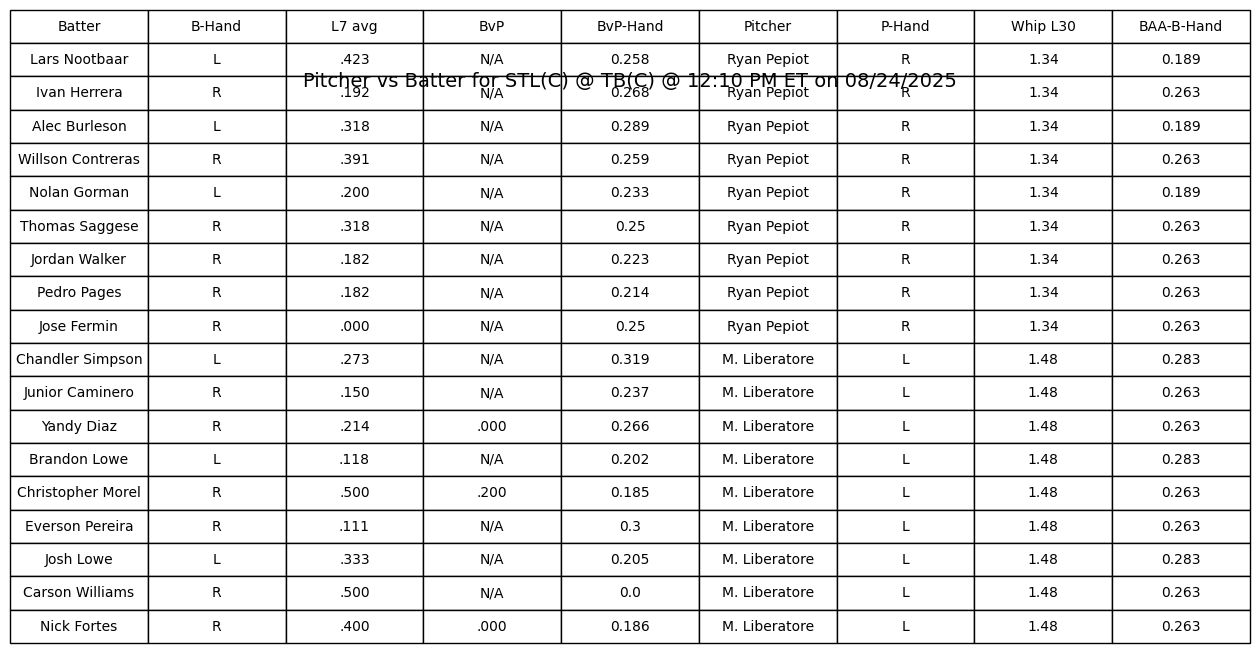 Batter B-Hand L7 avg BvP BvP-Hand Pitcher P-Hand Whip L30 BAA-B-Hand
Lars Nootbaar L .423 N/A 0.258 Ryan Pepiot R 1.34 0.189
Pitcher vs Batter for STL(C) @ TB(C) @ 12:10 PM ET on 08/24/2025
Ivan Herrera R .192 N/A 0.268 Ryan Pepiot R 1.34 0.263
Alec Burleson L .318 N/A 0.289 Ryan Pepiot R 1.34 0.189
Willson Contreras R .391 N/A 0.259 Ryan Pepiot R 1.34 0.263
Nolan Gorman L .200 N/A 0.233 Ryan Pepiot R 1.34 0.189
Thomas Saggese R .318 N/A 0.25 Ryan Pepiot R 1.34 0.263
Jordan Walker R .182 N/A 0.223 Ryan Pepiot R 1.34 0.263
Pedro Pages R .182 N/A 0.214 Ryan Pepiot R 1.34 0.263
Jose Fermin R .000 N/A 0.25 Ryan Pepiot R 1.34 0.263
Chandler Simpson L .273 N/A 0.319 M. Liberatore L 1.48 0.283
Junior Caminero R .150 N/A 0.237 M. Liberatore L 1.48 0.263
Yandy Diaz R .214 .000 0.266 M. Liberatore L 1.48 0.263
Brandon Lowe L .118 N/A 0.202 M. Liberatore L 1.48 0.283
Christopher Morel R .500 .200 0.185 M. Liberatore L 1.48 0.263
Everson Pereira R .111 N/A 0.3 M. Liberatore L 1.48 0.263
Josh Lowe L .333 N/A 0.205 M. Liberatore L 1.48 0.283
Carson Williams R .500 N/A 0.0 M. Liberatore L 1.48 0.263
Nick Fortes R .400 .000 0.186 M. Liberatore L 1.48 0.263